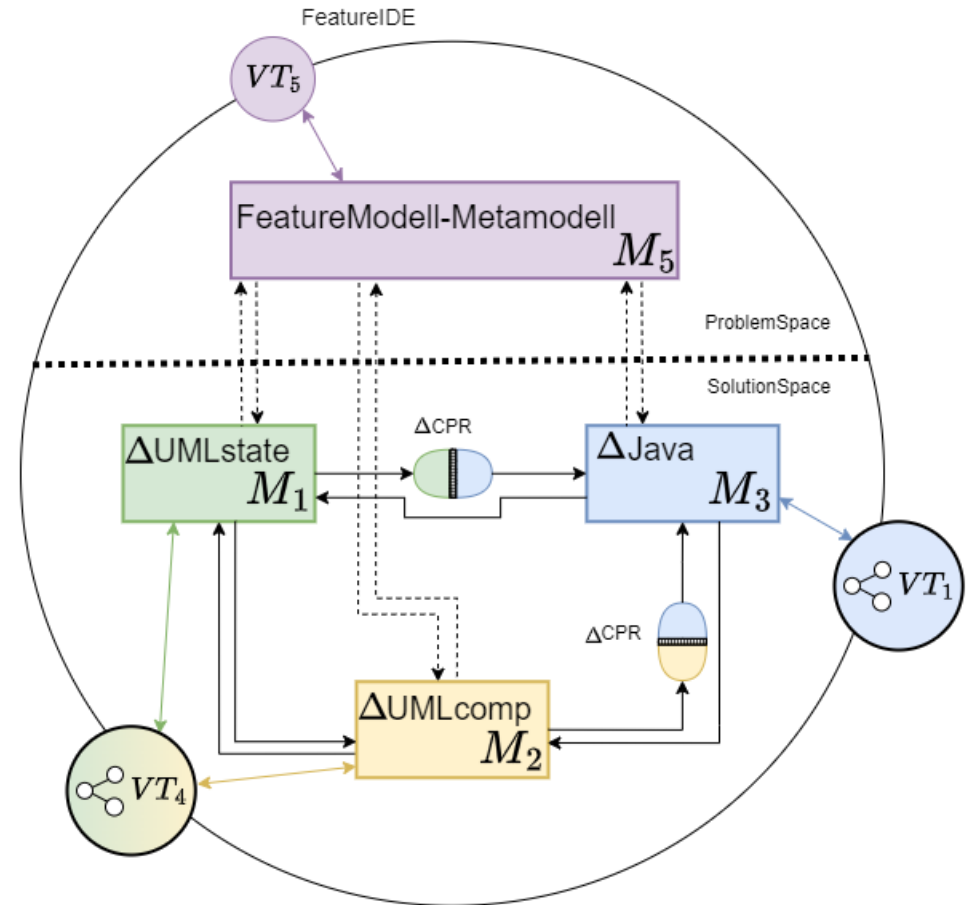 FeatureIDE
VT₅
FeatureModell-Metamodell
M₅
ProblemSpace
SolutionSpace
ΔUMLstate
M₁
ΔCPR
ΔJava
M₃
VT₁
ΔCPR
ΔUMLcomp
M₂
VT₄